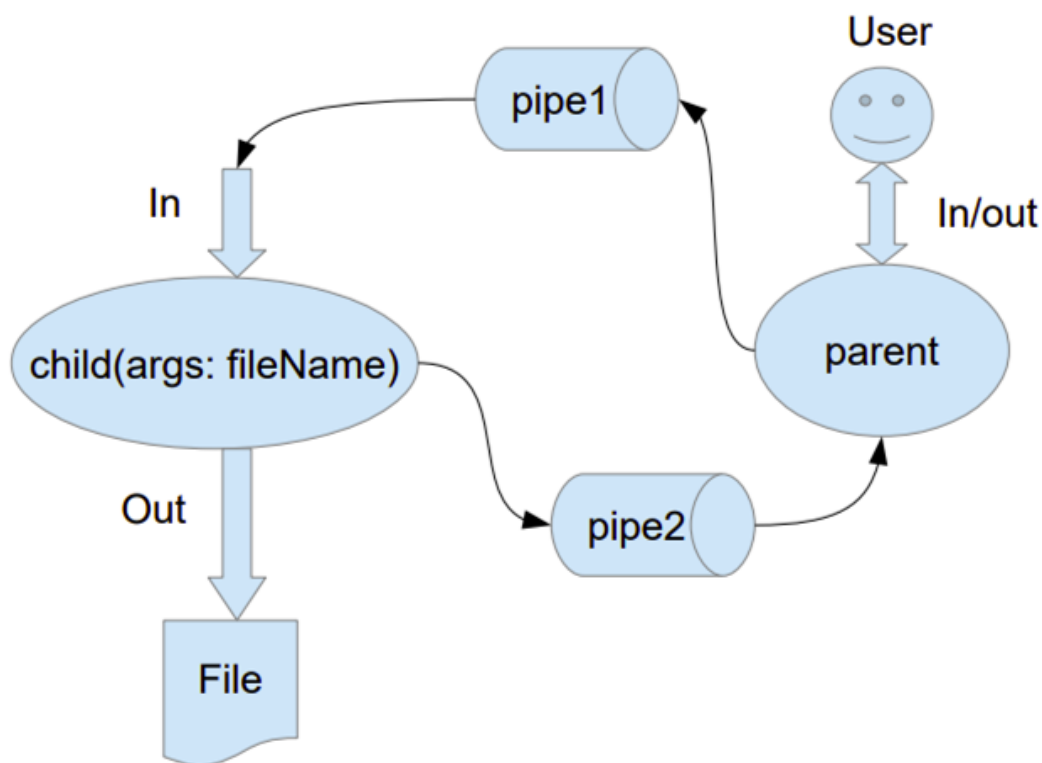 User
pipe1
In
In/out
child(args: fileName)
parent
Out
pipe2
File